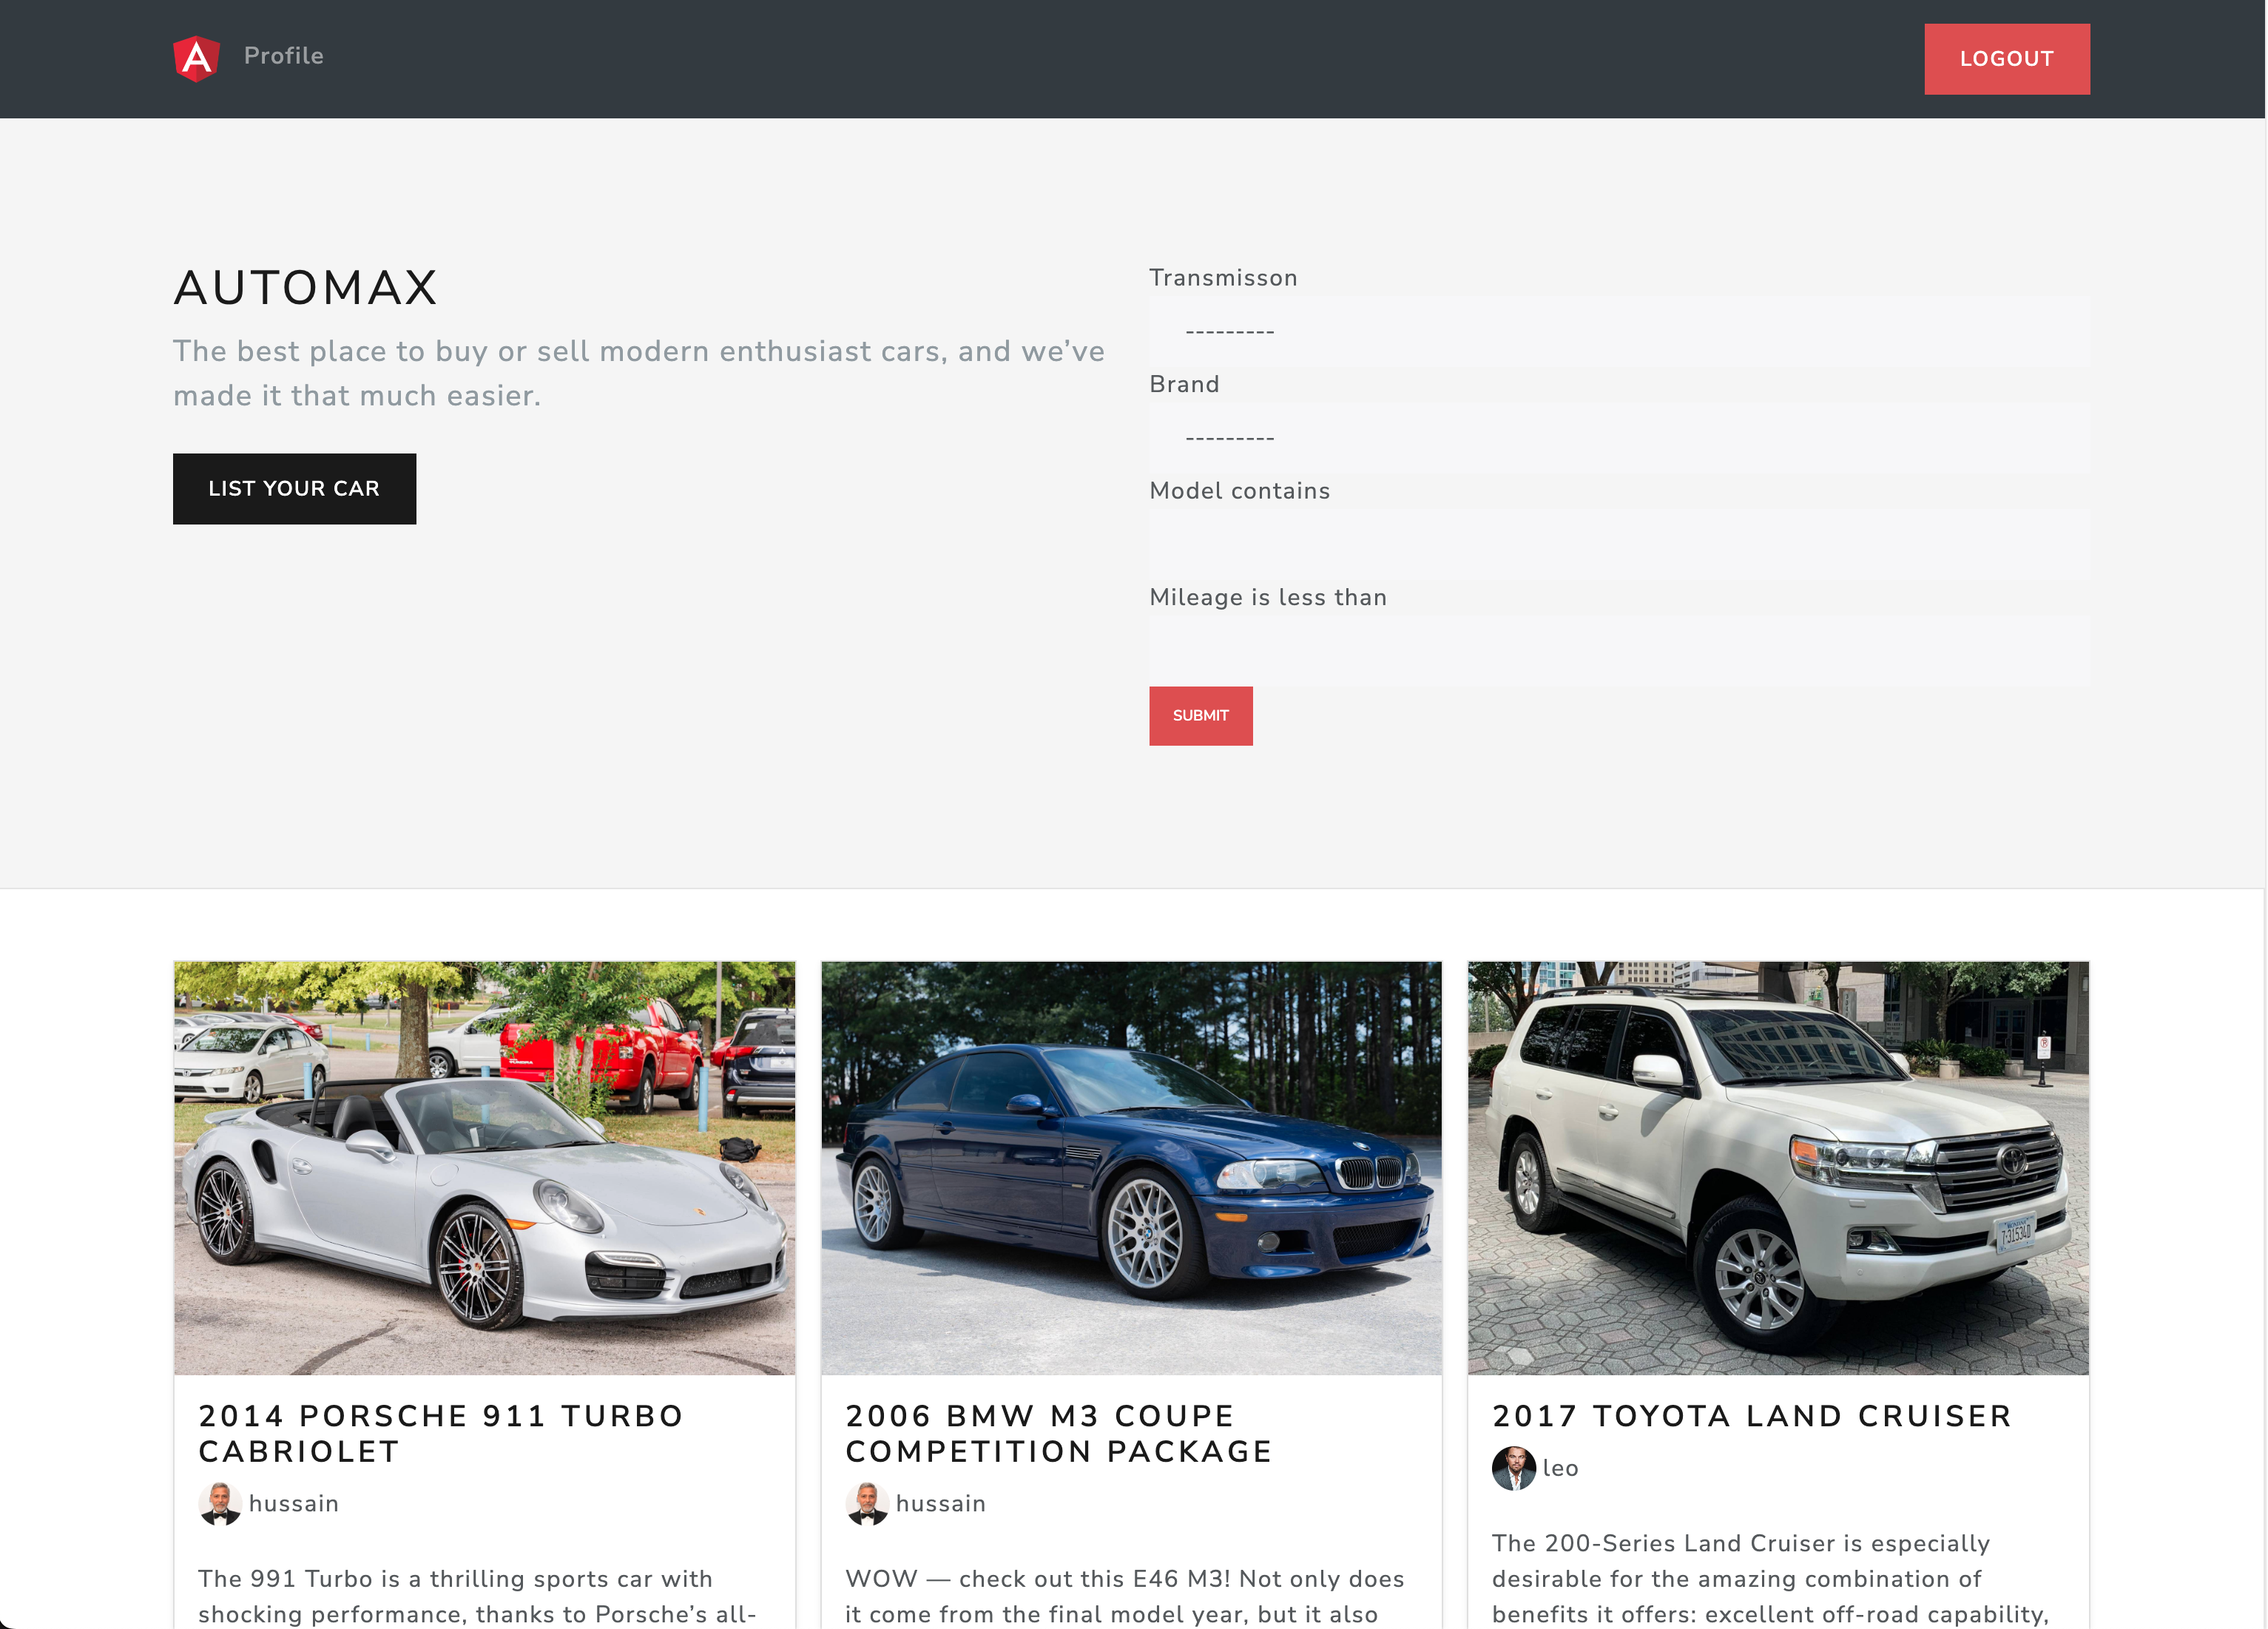 Profile
LOGOUT
AUTOMAX
The best place to buy or sell modern enthusiast cars, and we’ve
made it that much easier.
LIST YOUR CAR
Transmisson
---------
Brand
---------
Model contains
Mileage is less than
SUBMIT
2014 PORSCHE 911 TURBO
CABRIOLET
hussain
The 991 Turbo is a thrilling sports car with
shocking performance, thanks to Porsche’s all-
2006 BMW M3 COUPE
COMPETITION PACKAGE
hussain
WOW — check out this E46 M3! Not only does
it come from the final model year, but it also
2017 TOYOTA LAND CRUISER
leo
The 200-Series Land Cruiser is especially
desirable for the amazing combination of
benefits it offers: excellent off-road capability,